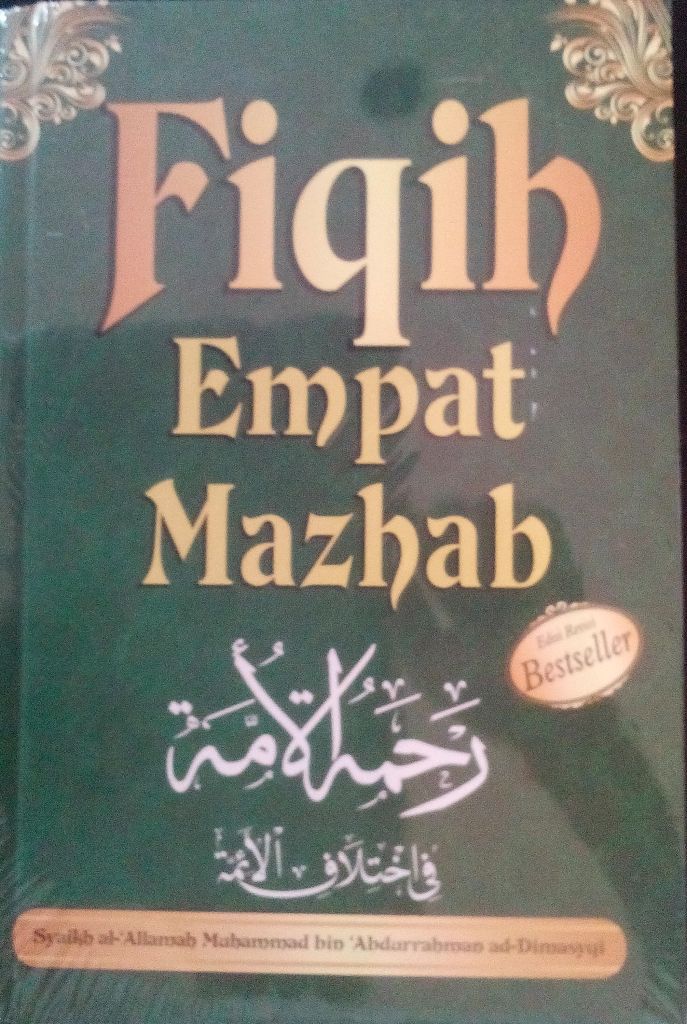 Fiqih
Empat
Mazhab
Edisi Revisi
Bestseller
رحمة الأمة
في اختلاف الأئمة
Syaikh al-'Allamah Muhammad bin 'Abdurrahman ad-Dimasyqi